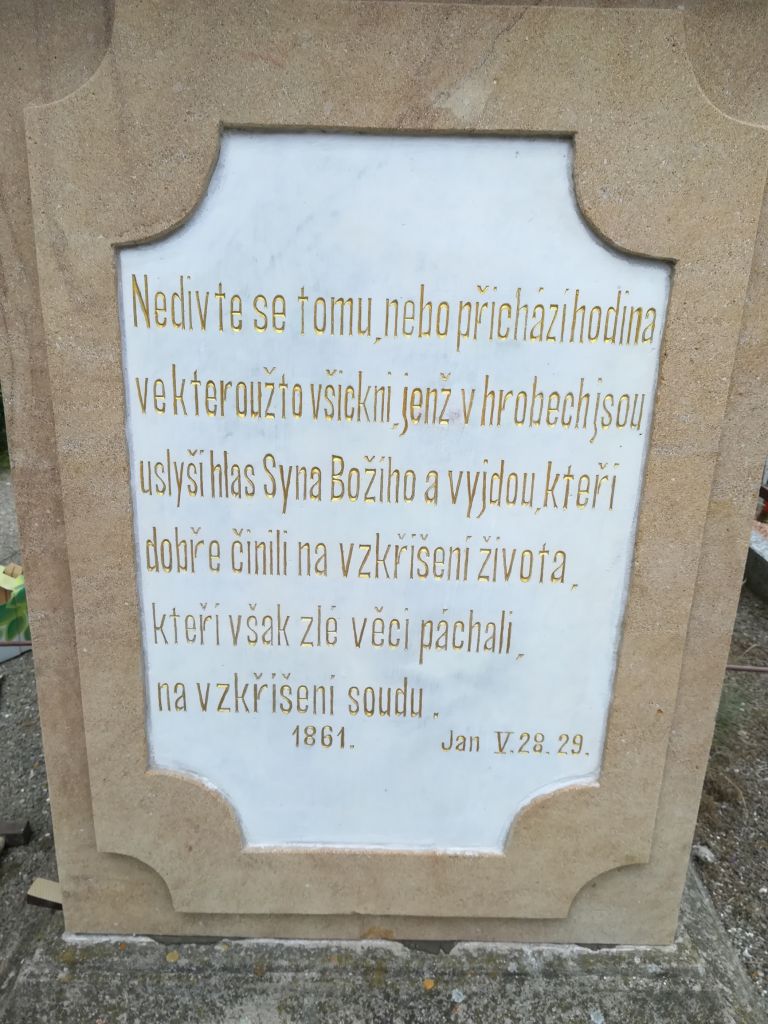 Nedivte se tomu, nebo přichází hodina
ve kteroužto všickni, jenž v hrobech jsou
uslyší hlas Syna Božího a vyjdou, kteři
dobře činili na vzkříšení života,
kteří však zlé věci páchali,
na vzkříšení soudu.
1861. Jan V. 28. 29.